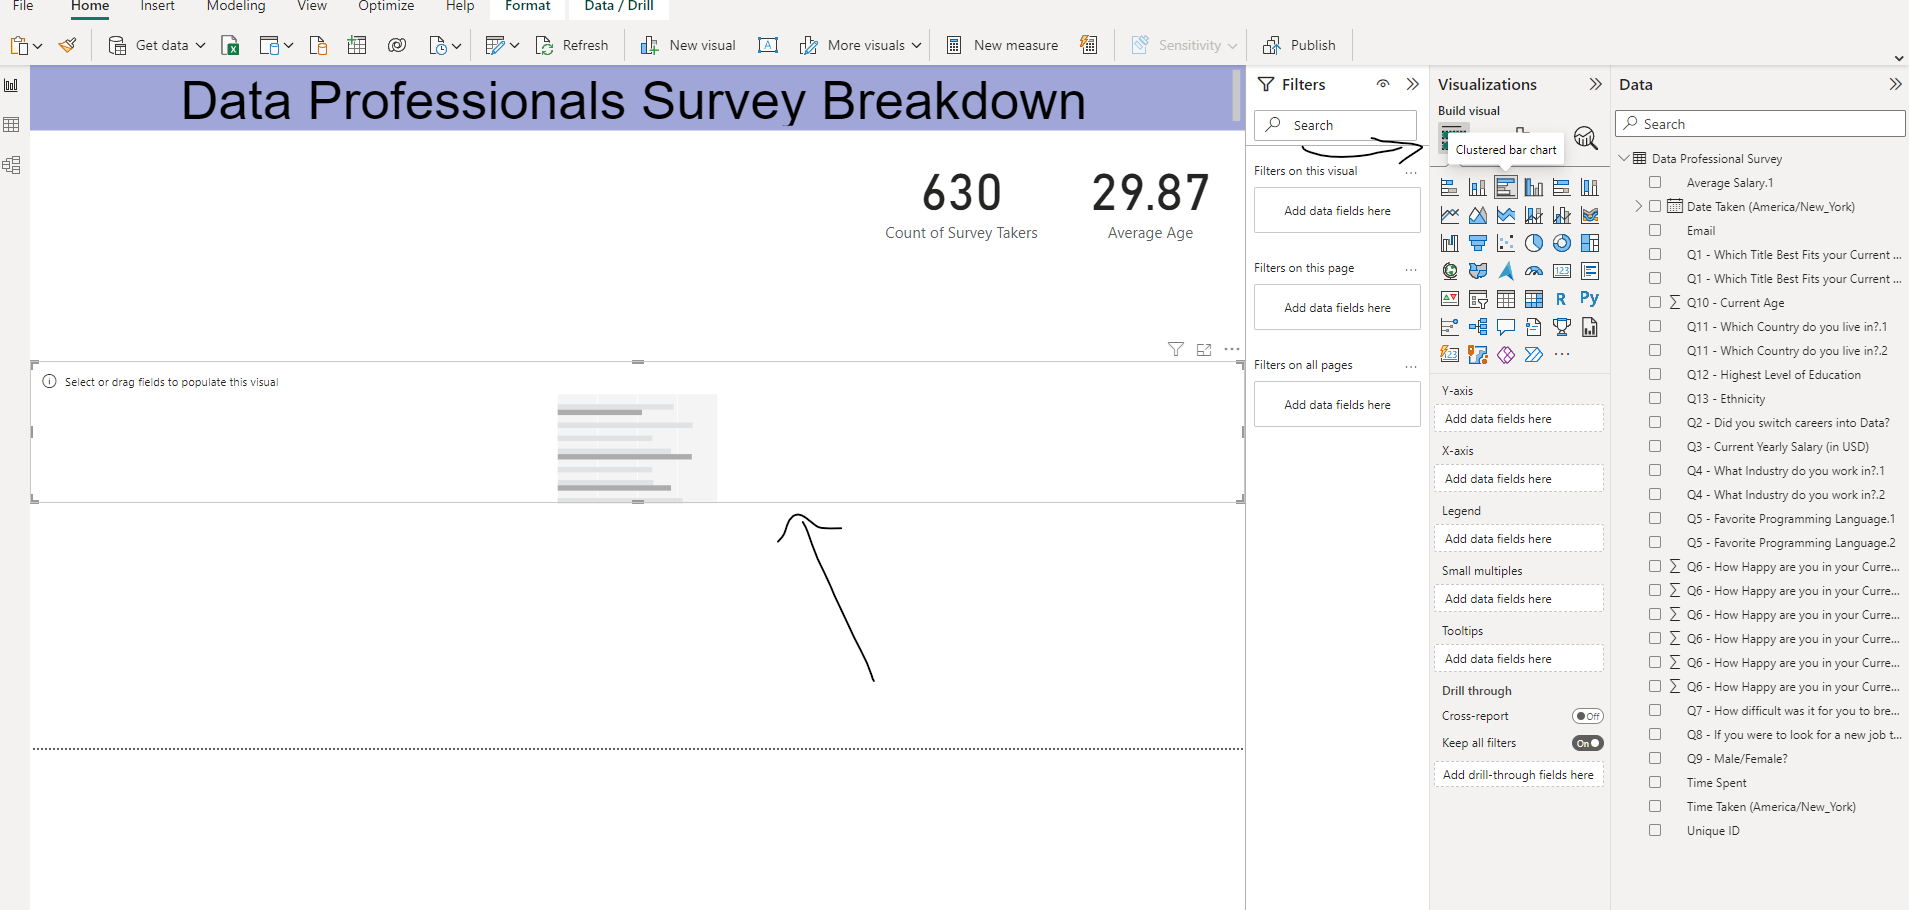 File Home Insert Modeling View Optimize Help Format Data / Drill
Get data Refresh New visual A More visuals New measure Sensitivity Publish
Data Professionals Survey Breakdown
630
Count of Survey Takers
29.87
Average Age
Select or drag fields to populate this visual
Filters
Search
Filters on this visual ...
Add data fields here
Filters on this page ...
Add data fields here
Filters on all pages ...
Add data fields here
Visualizations
Build visual
Clustered bar chart
123
R Py
123
...
Y-axis
Add data fields here
X-axis
Add data fields here
Legend
Add data fields here
Small multiples
Add data fields here
Tooltips
Add data fields here
Drill through
Cross-report Off
Keep all filters On
Add drill-through fields here
Data
Search
Data Professional Survey
Average Salary.1
Date Taken (America/New_York)
Email
Q1 - Which Title Best Fits your Current ...
Q1 - Which Title Best Fits your Current ...
∑ Q10 - Current Age
Q11 - Which Country do you live in?.1
Q11 - Which Country do you live in?.2
Q12 - Highest Level of Education
Q13 - Ethnicity
Q2 - Did you switch careers into Data?
Q3 - Current Yearly Salary (in USD)
Q4 - What Industry do you work in?.1
Q4 - What Industry do you work in?.2
Q5 - Favorite Programming Language.1
Q5 - Favorite Programming Language.2
∑ Q6 - How Happy are you in your Curre...
∑ Q6 - How Happy are you in your Curre...
∑ Q6 - How Happy are you in your Curre...
∑ Q6 - How Happy are you in your Curre...
∑ Q6 - How Happy are you in your Curre...
∑ Q6 - How Happy are you in your Curre...
Q7 - How difficult was it for you to bre...
Q8 - If you were to look for a new job t...
Q9 - Male/Female?
Time Spent
Time Taken (America/New_York)
Unique ID